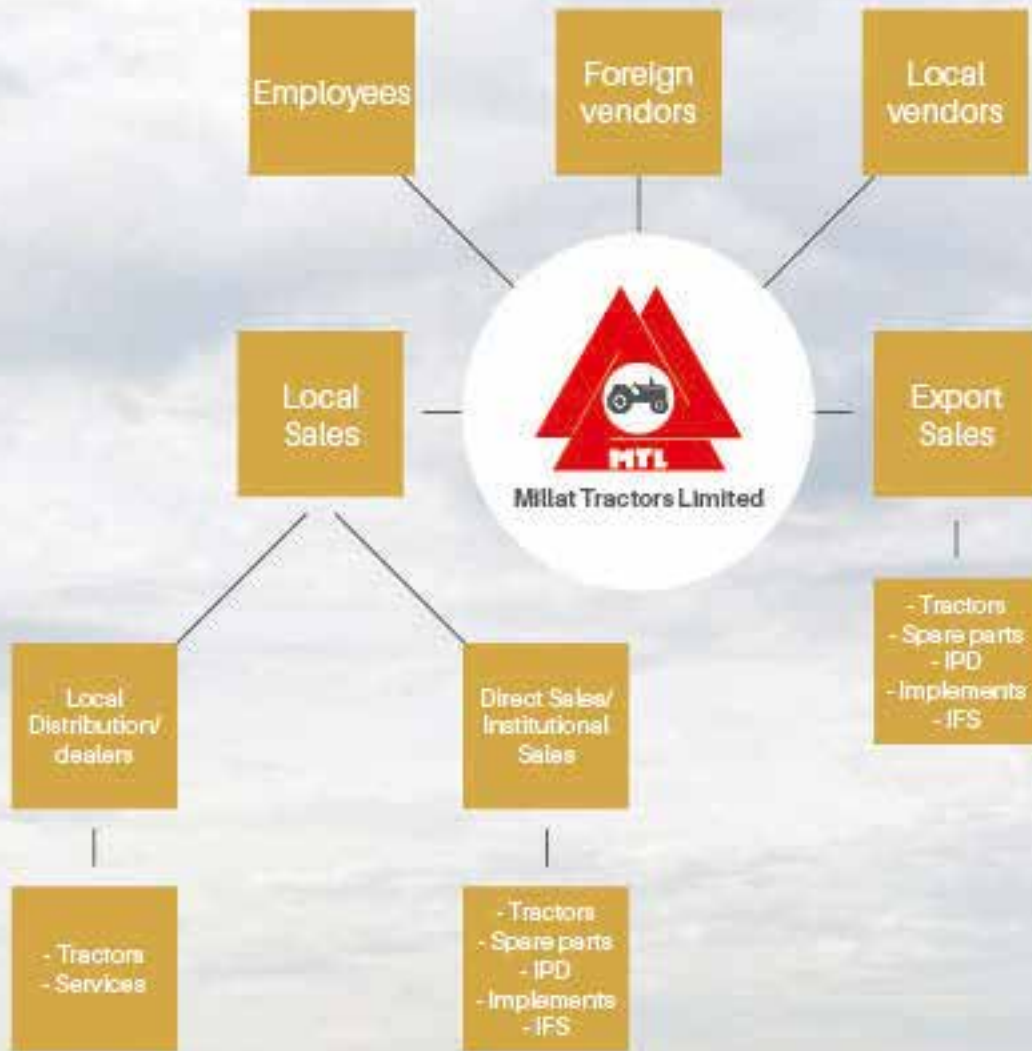 Employees
Foreign
vendors
Local
vendors
Local
Sales
MTL
Millat Tractors Limited
Export
Sales
- Tractors
- Spare parts
- IPD
- Implements
- IFS
Local
Distribution/
dealers
Direct Sales/
Institutional
Sales
- Tractors
- Services
- Tractors
- Spare parts
- IPD
- Implements
- IFS